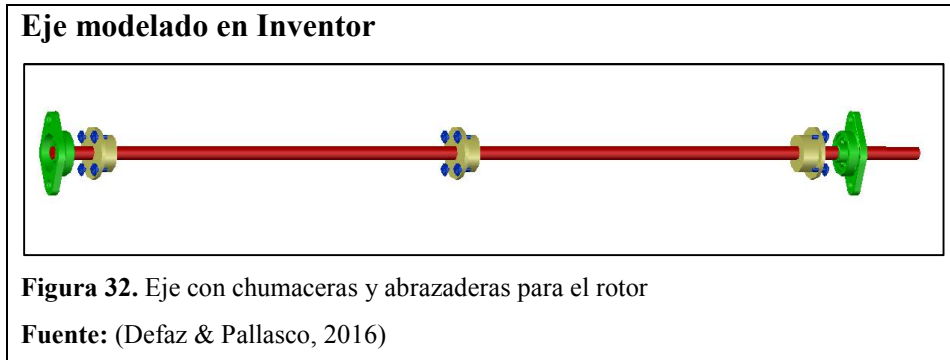 Eje modelado en Inventor
Figura 32. Eje con chumaceras y abrazaderas para el rotor
Fuente: (Defaz & Pallasco, 2016)